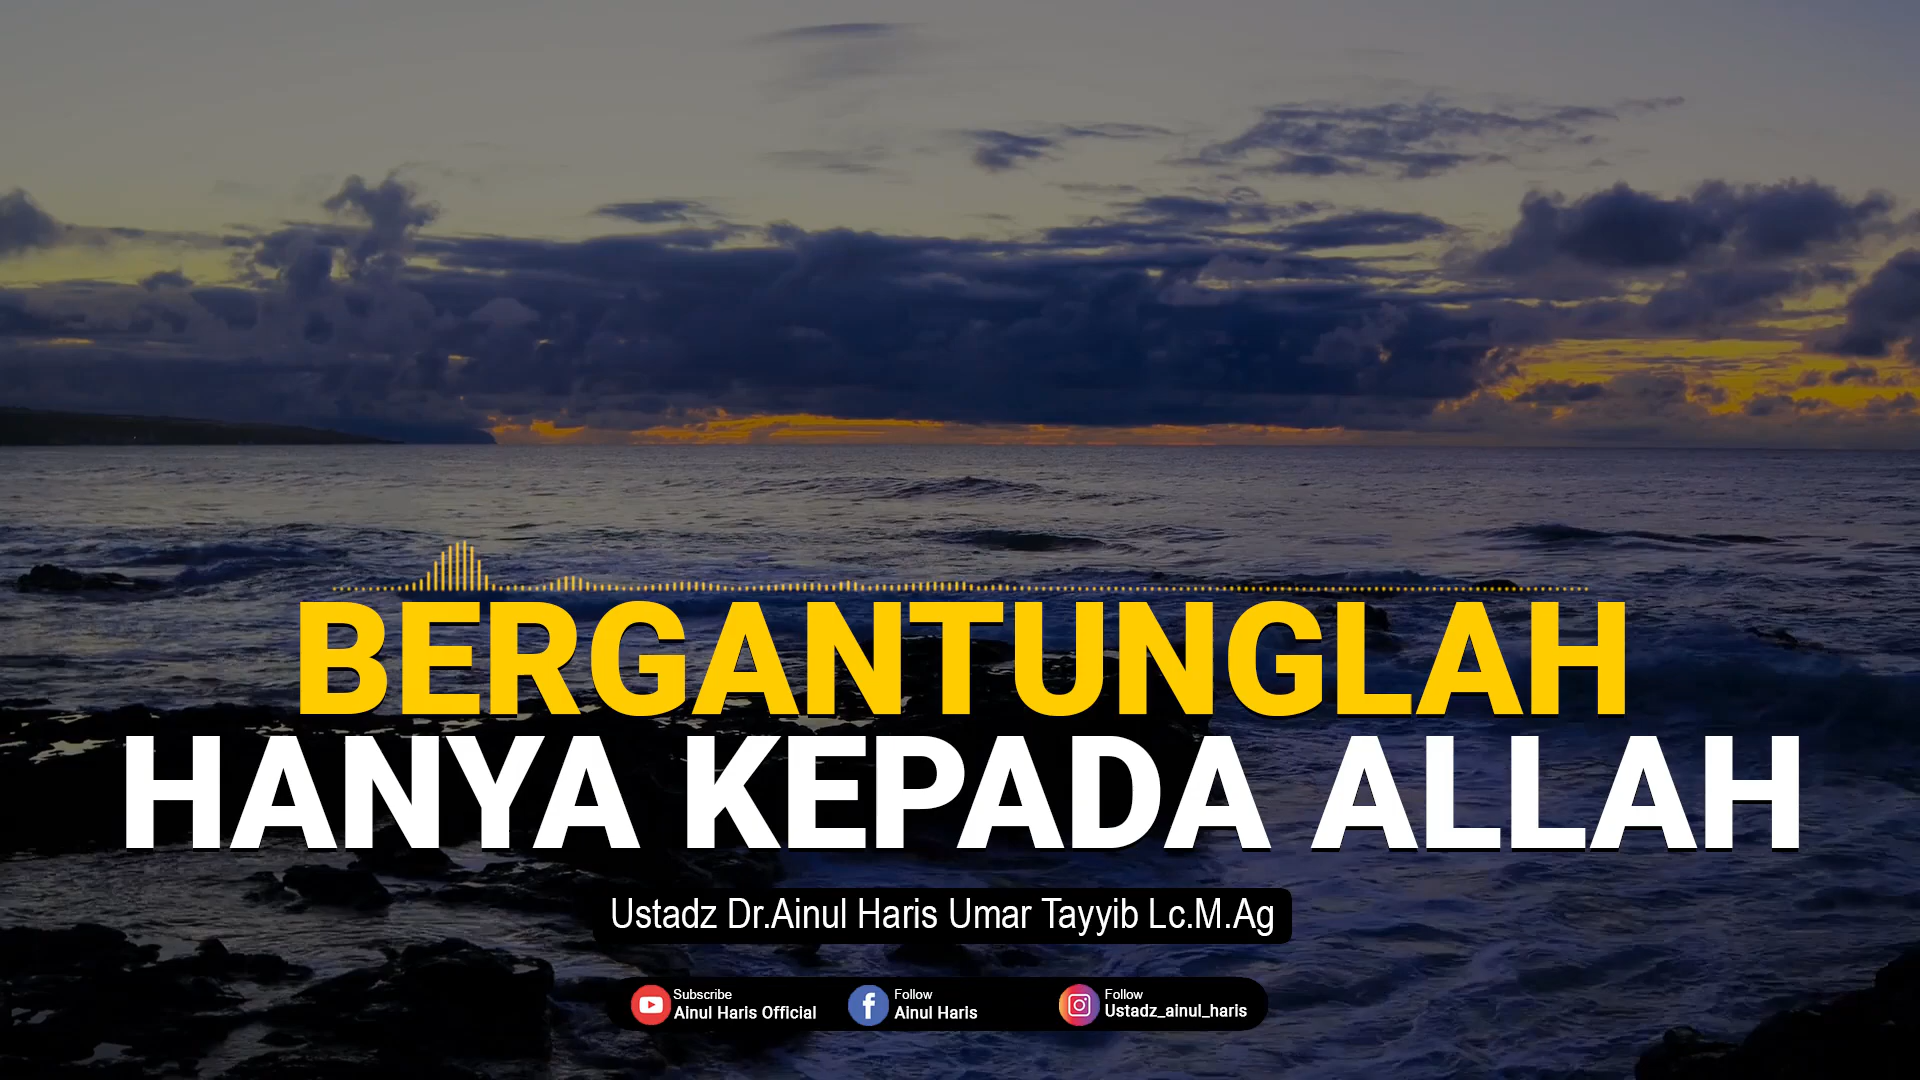 BERGANTUNGLAH
HANYA KEPADA ALLAH
Ustadz Dr.Ainul Haris Umar Tayyib Lc.M.Ag
Subscribe
Ainul Haris Official
Follow
Ainul Haris
Follow
Ustadz_ainul_haris